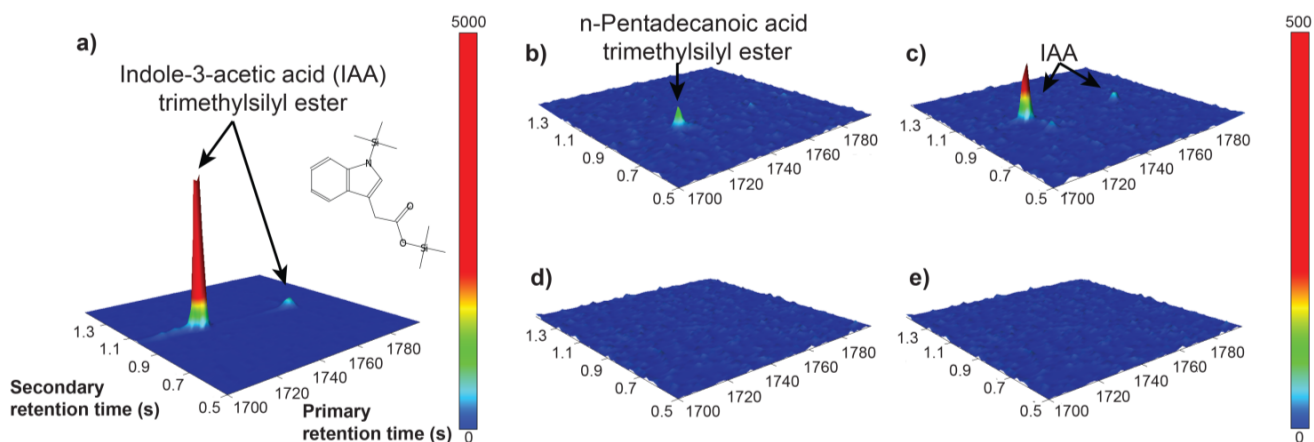 a)
Indole-3-acetic acid (IAA)
trimethylsilyl ester
Si
N
O
O
Si
1.3
1.1
0.9
0.7
0.5
1700
1720
1740
1760
1780
Secondary
retention time (s)
Primary
retention time (s)
5000
0
b)
n-Pentadecanoic acid
trimethylsilyl ester
1.3
1.1
0.9
0.7
0.5
1700
1720
1740
1760
1780
c)
IAA
1.3
1.1
0.9
0.7
0.5
1700
1720
1740
1760
1780
500
0
d)
1.3
1.1
0.9
0.7
0.5
1700
1720
1740
1760
1780
e)
1.3
1.1
0.9
0.7
0.5
1700
1720
1740
1760
1780